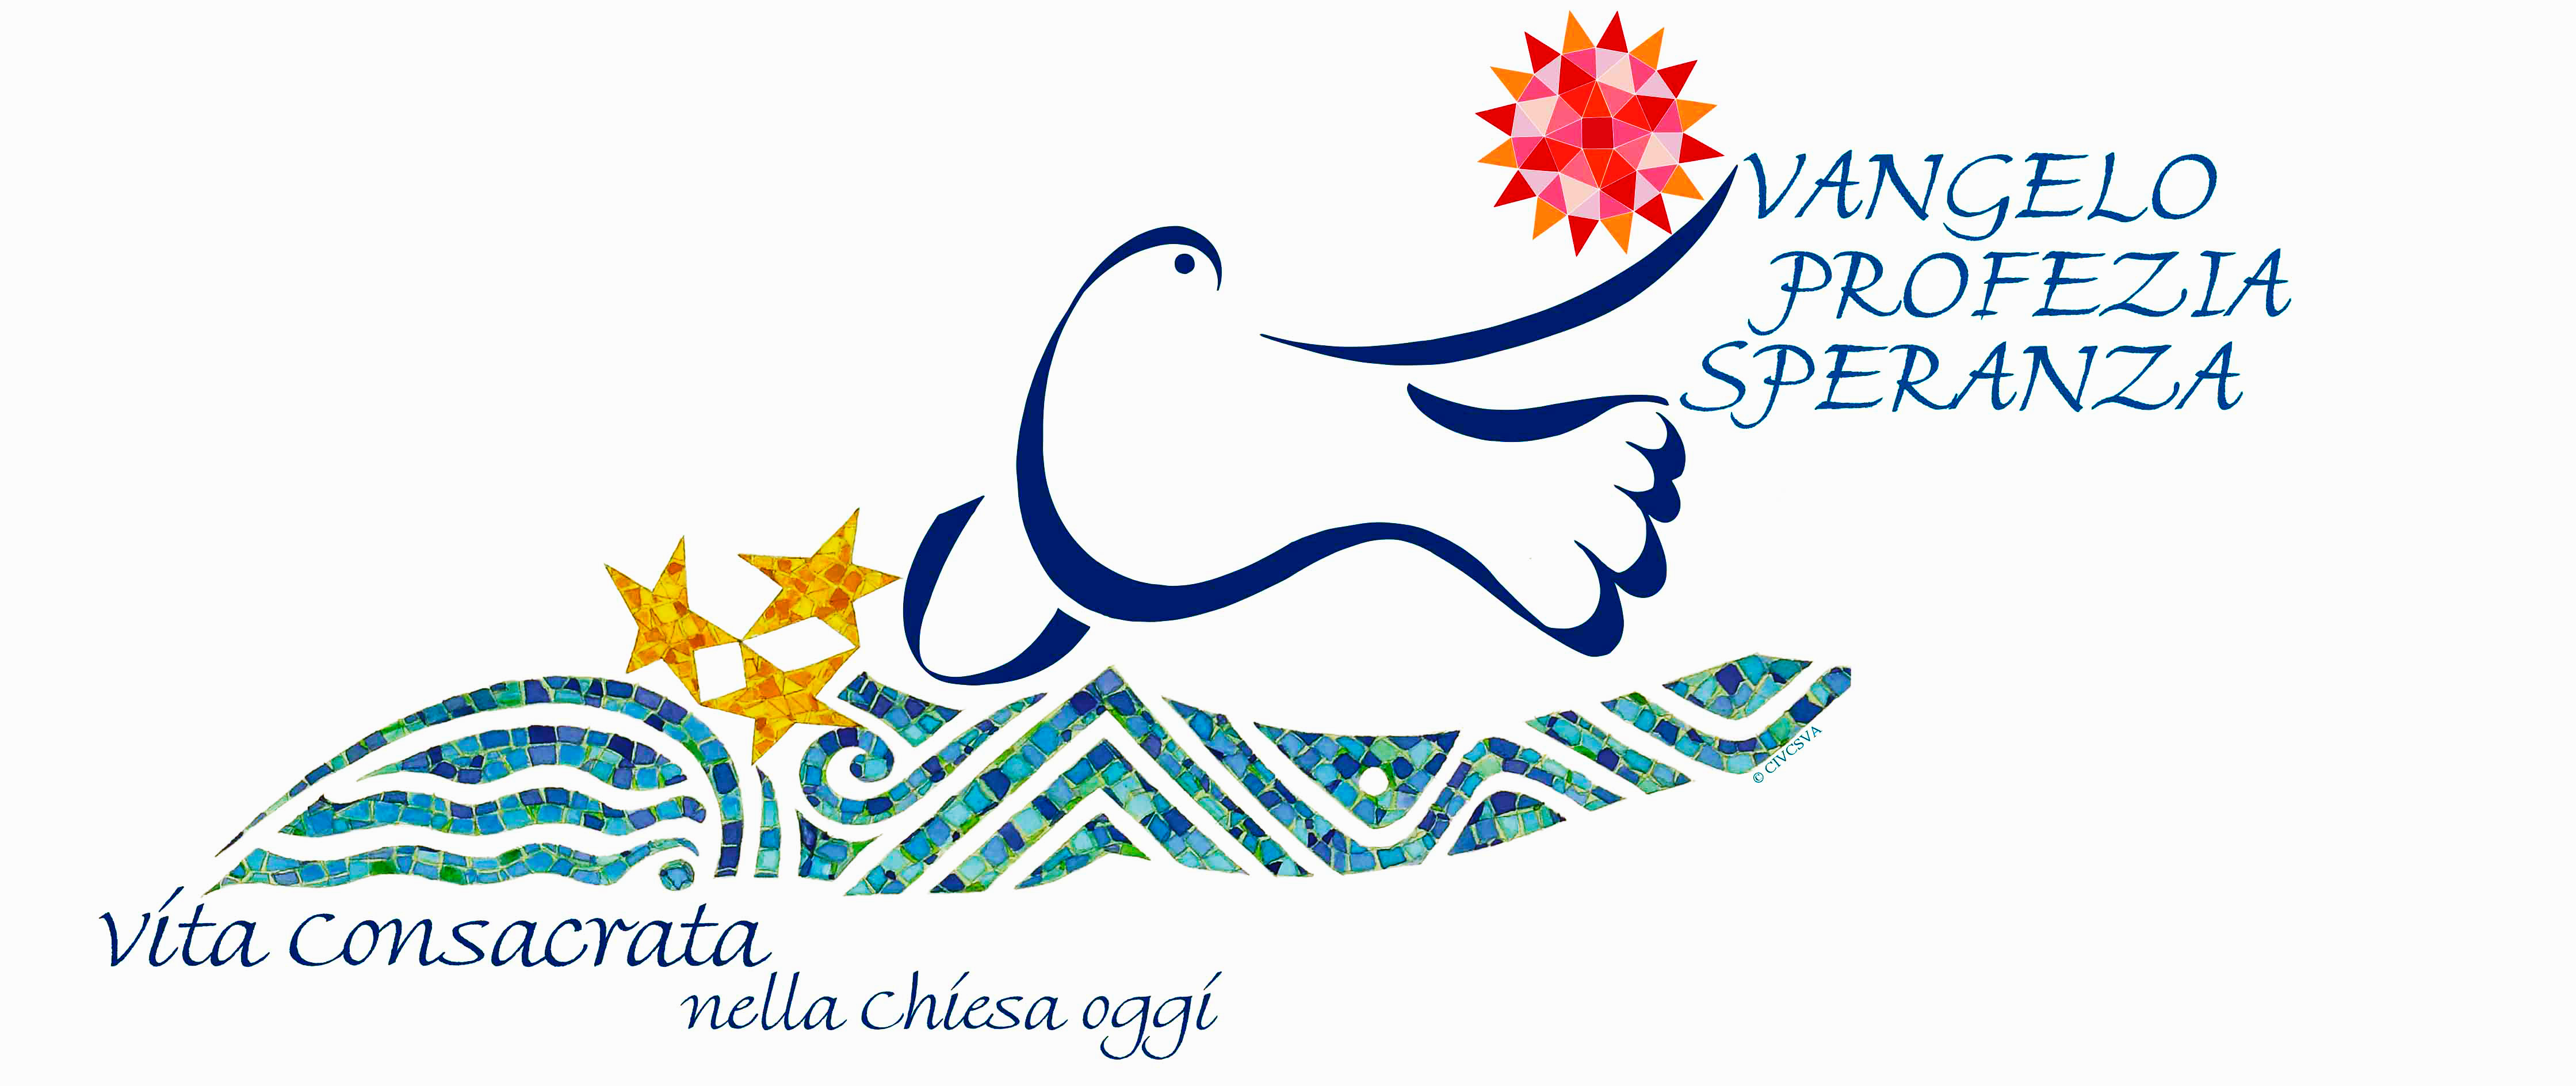 VANGELO
PROFEZIA
SPERANZA
© CIVCSVA
vita consacrata
nella chiesa oggi